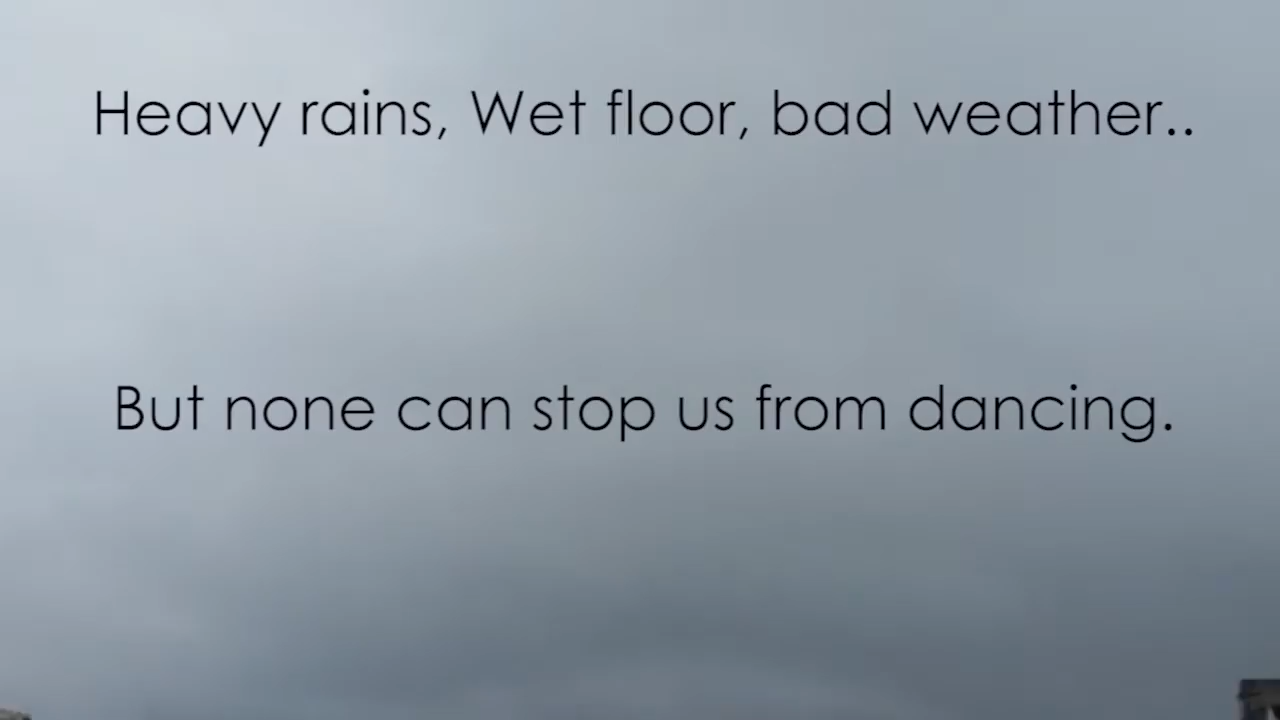 Heavy rains, Wet floor, bad weather..
But none can stop us from dancing.